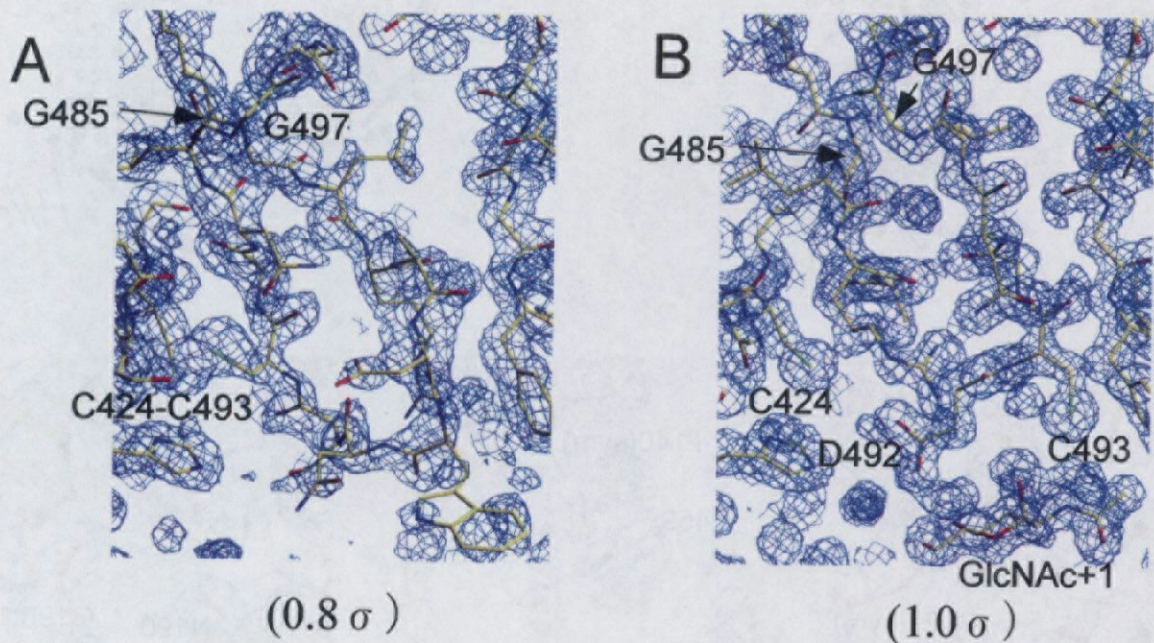 A
G485
G497
C424-C493
(0.8 σ )
B
G497
G485
C424
D492
C493
GlcNAc+1
(1.0 σ )